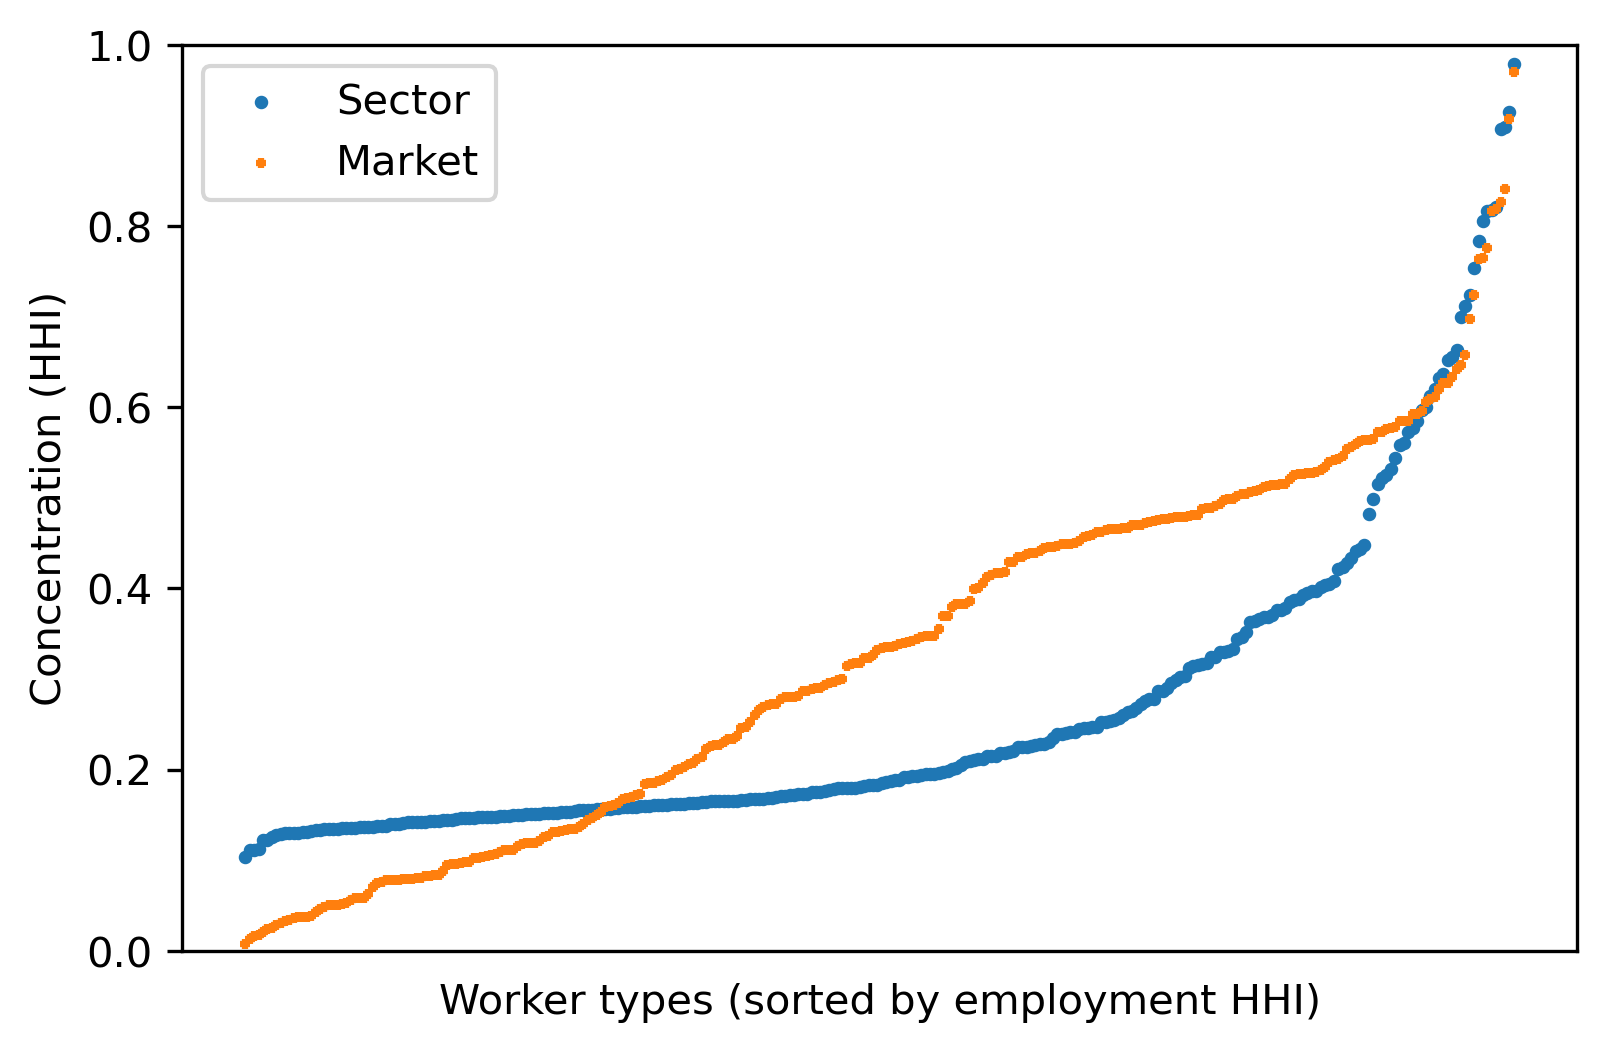 1.0
0.8
0.6
0.4
0.2
0.0
Concentration (HHI)
Sector
Market
Worker types (sorted by employment HHI)